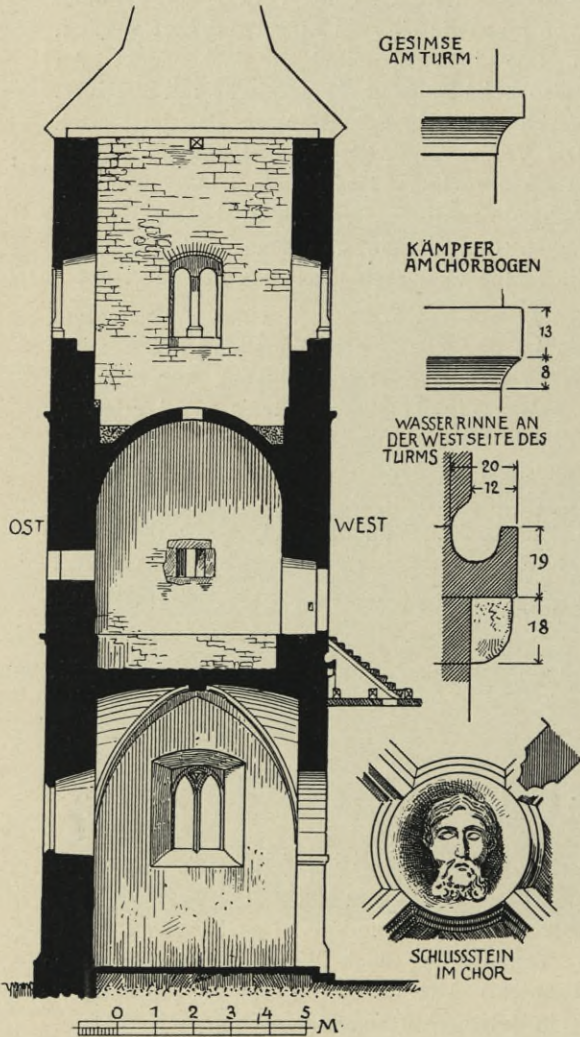 GESIMSE
AM TURM
KÄMPFER
AM CHORBOGEN
13
8
WASSERRINNE AN
DER WESTSEITE DES
TURMS
20
12
OST
WEST
19
18
SCHLUSSSTEIN
IM CHOR
0 1 2 3 4 5 M.